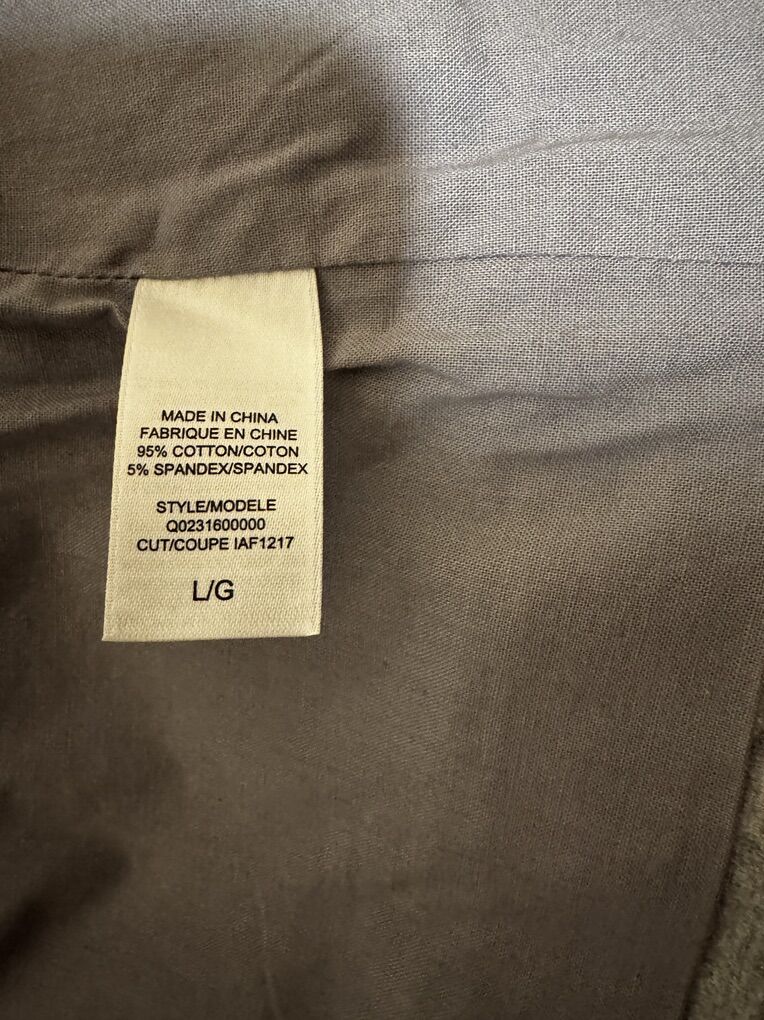 MADE IN CHINA
FABRIQUE EN CHINE
95% COTTON/COTON
5% SPANDEX/SPANDEX
STYLE/MODELE
Q0231600000
CUT/COUPE IAF1217
L/G